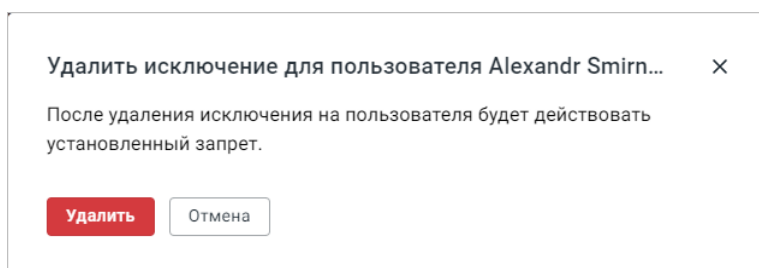 Удалить исключение для пользователя Alexandr Smirn...
После удаления исключения на пользователя будет действовать
установленный запрет.
Удалить Отмена